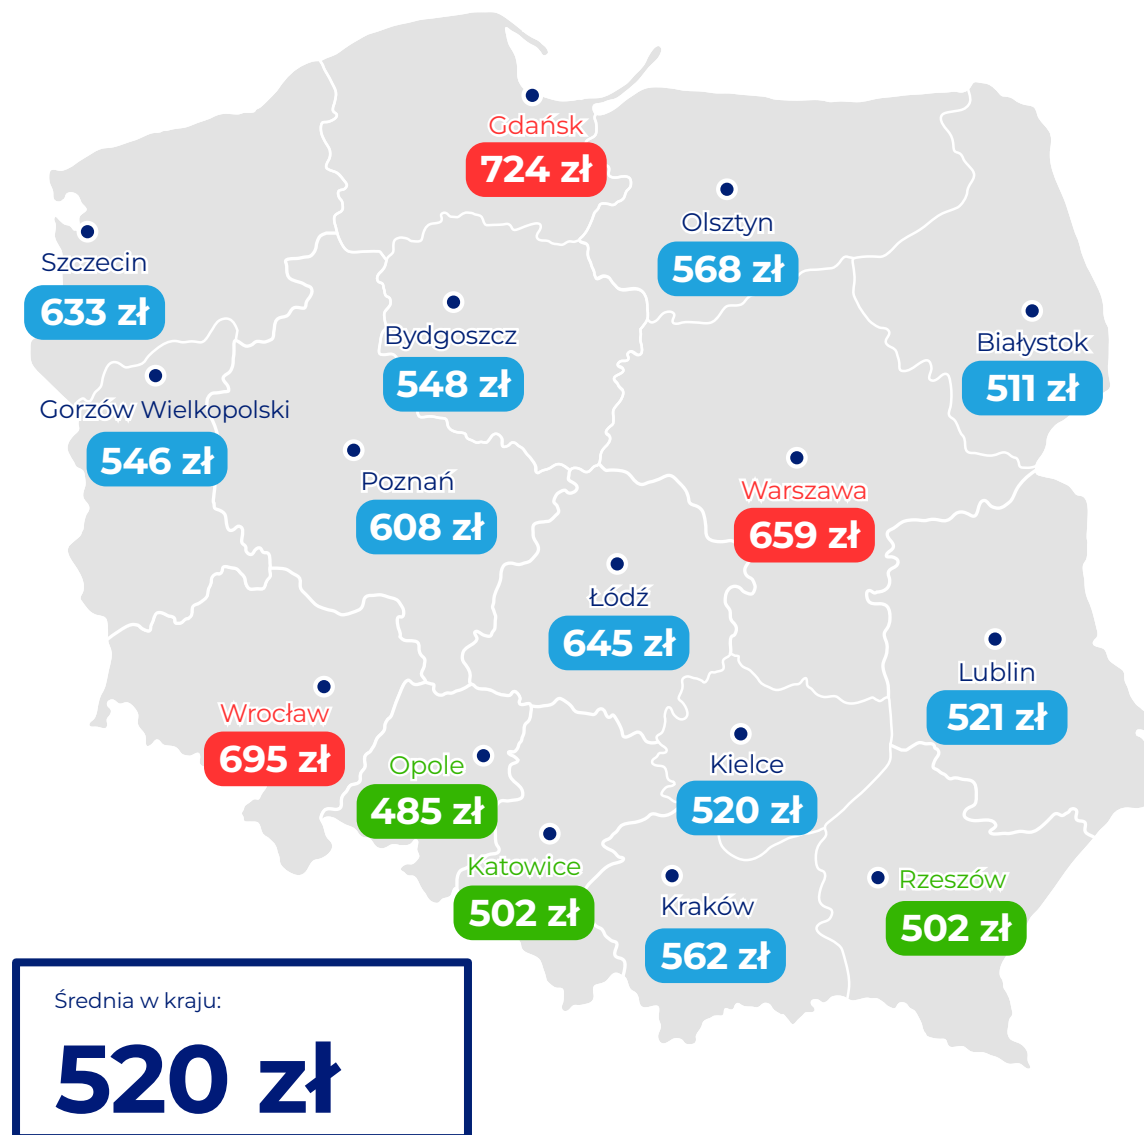 Gdańsk
724 zł
Olsztyn
568 zł
Szczecin
633 zł
Bydgoszcz
548 zł
Białystok
511 zł
Gorzów Wielkopolski
546 zł
Poznań
608 zł
Warszawa
659 zł
Łódź
645 zł
Lublin
521 zł
Wrocław
695 zł
Opole
485 zł
Kielce
520 zł
Katowice
502 zł
Kraków
562 zł
Rzeszów
502 zł
Średnia w kraju:
520 zł